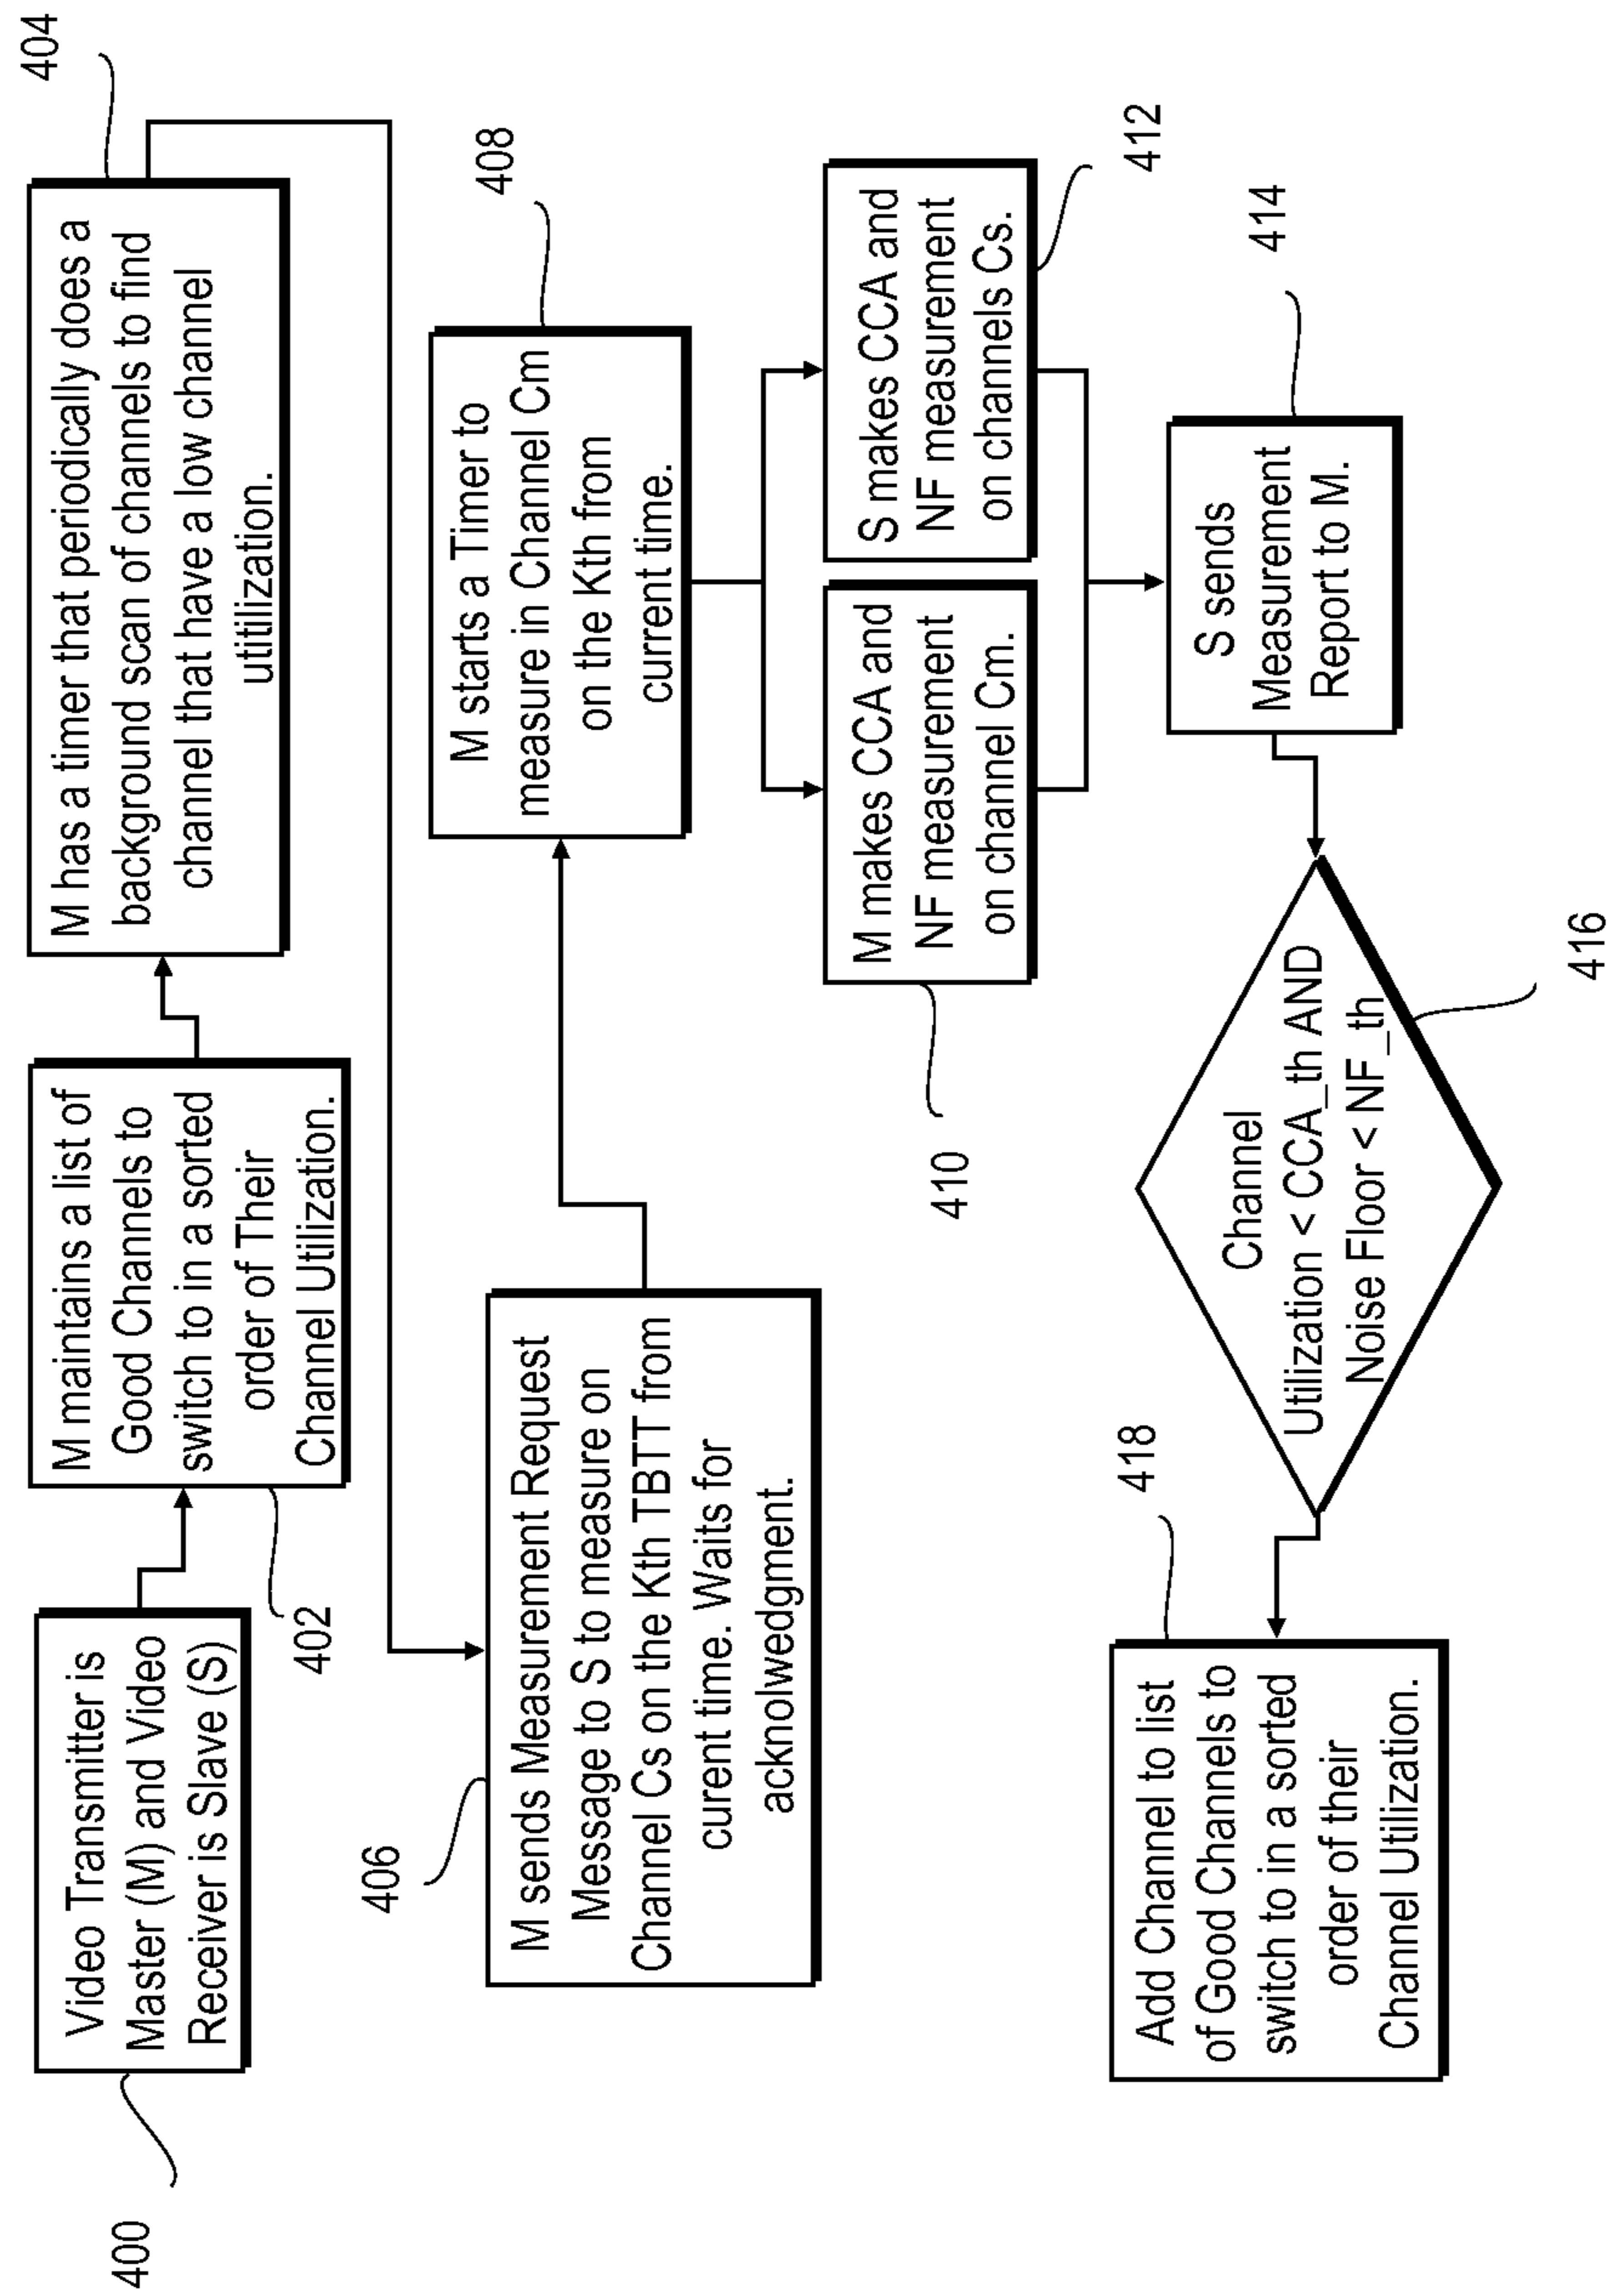 400
Video Transmitter is
Master (M) and Video
Receiver is Slave (S)
402
M maintains a list of
Good Channels to
switch to in a sorted
order of Their
Channel Utilization.
404
M has a timer that periodically does a
background scan of channels to find
channel that have a low channel
utitilization.
406
M sends Measurement Request
Message to S to measure on
Channel Cs on the Kth TBTT from
curent time. Waits for
acknolwedgment.
408
M starts a Timer to
measure in Channel Cm
on the Kth from
current time.
410
M makes CCA and
NF measurement
on channel Cm.
412
S makes CCA and
NF measurement
on channels Cs.
414
S sends
Measurement
Report to M.
416
Channel
Utilization < CCA_th AND
Noise Floor < NF_th
418
Add Channel to list
of Good Channels to
switch to in a sorted
order of their
Channel Utilization.